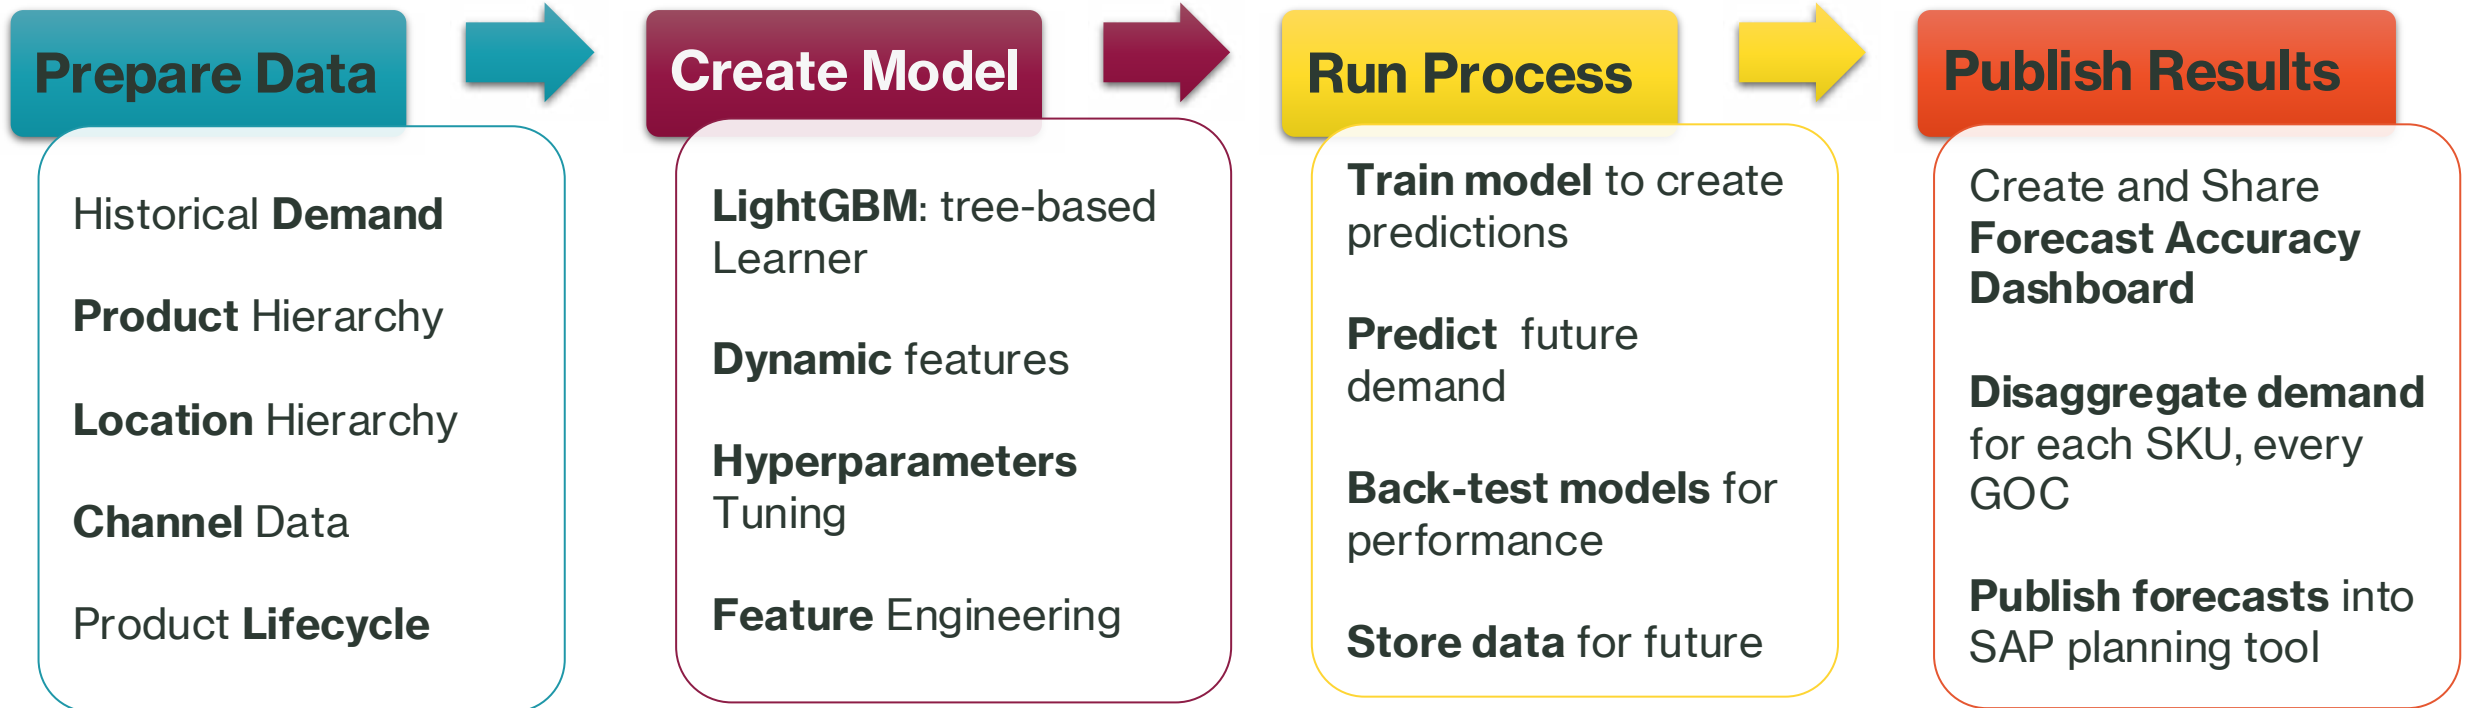 Prepare Data
Historical Demand
Product Hierarchy
Location Hierarchy
Channel Data
Product Lifecycle
Create Model
LightGBM: tree-based
Learner
Dynamic features
Hyperparameters
Tuning
Feature Engineering
Run Process
Train model to create
predictions
Predict future
demand
Back-test models for
performance
Store data for future
Publish Results
Create and Share
Forecast Accuracy
Dashboard
Disaggregate demand
for each SKU, every
GOC
Publish forecasts into
SAP planning tool